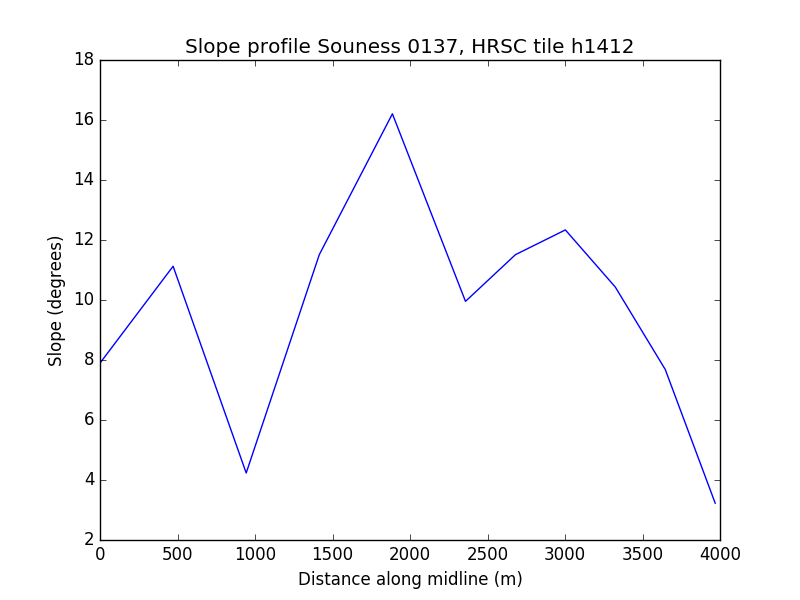 Slope profile Souness 0137, HRSC tile h1412
18
16
14
12
10
8
6
4
2
Slope (degrees)
0 500 1000 1500 2000 2500 3000 3500 4000
Distance along midline (m)